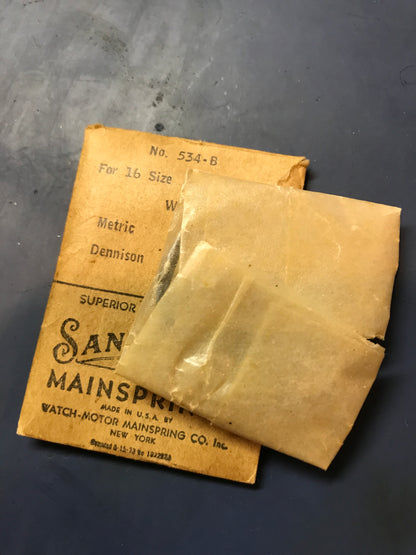 No. 534-B
For 16 Size
W
Metric
Dennison
SUPERIOR
SAN
MAINSPRIN
MADE IN U.S.A. BY
WATCH-MOTOR MAINSPRING CO. Inc.
NEW YORK